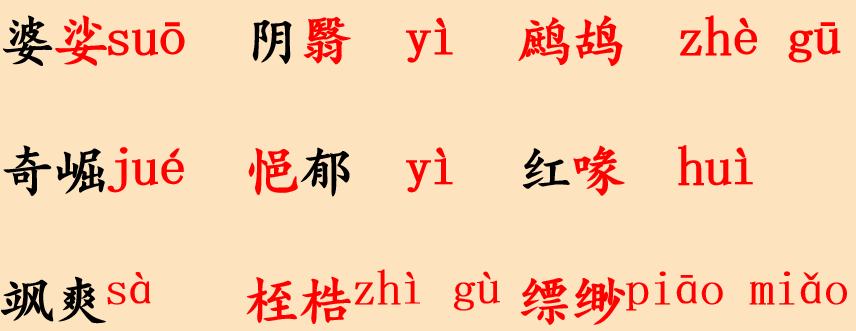 婆娑suō 阴翳 yì 鹧鸪 zhè gū
奇崛jué 悒郁 yì 红喙 huì
飒爽sà 桎梏zhì gù 缥缈piāo miǎo